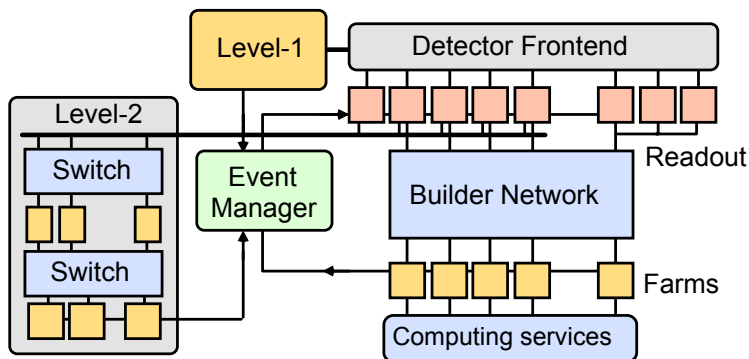 Level-1
Detector Frontend
Level-2
Switch
Readout
Event
Manager
Builder Network
Switch
Farms
Computing services